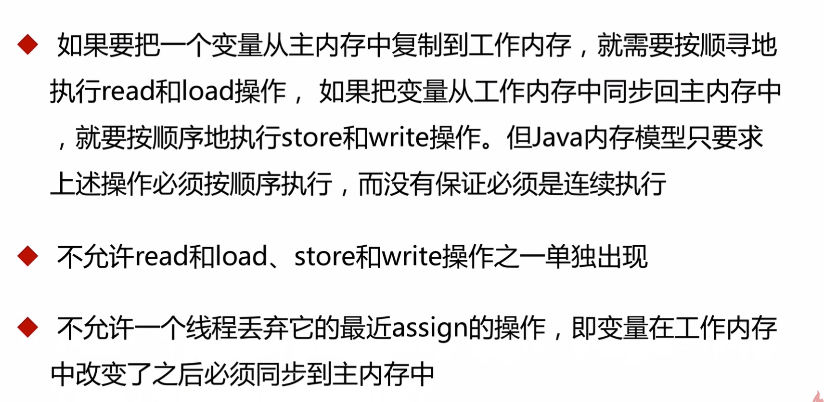 如果要把一个变量从主内存中复制到工作内存，就需要按顺寻地
执行read和load操作， 如果把变量从工作内存中同步回主内存中
，就要按顺序地执行store和write操作。但Java内存模型只要求
上述操作必须按顺序执行，而没有保证必须是连续执行
不允许read和load、store和write操作之一单独出现
不允许一个线程丢弃它的最近assign的操作，即变量在工作内存
中改变了之后必须同步到主内存中